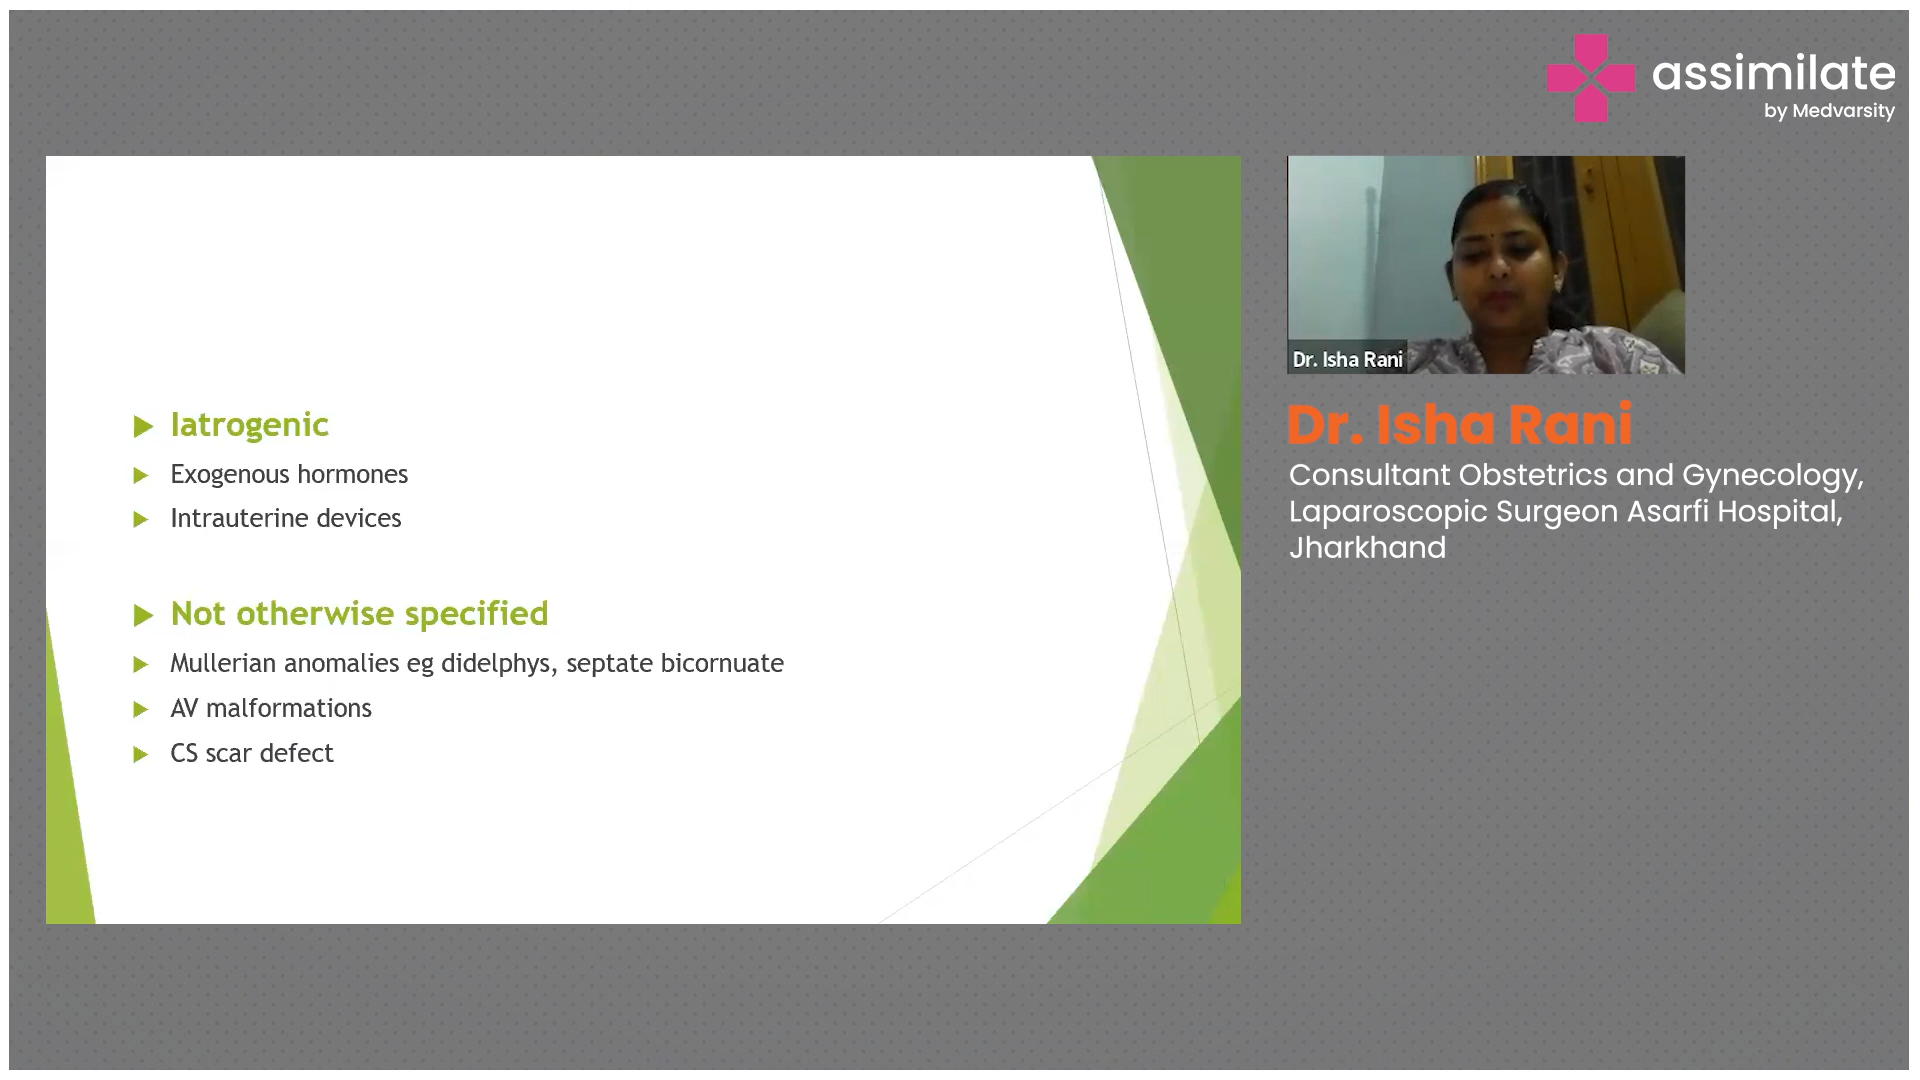 assimilate
by Medvarsity
Iatrogenic
Exogenous hormones
Intrauterine devices
Not otherwise specified
Mullerian anomalies eg didelphys, septate bicornuate
AV malformations
CS scar defect
Dr. Isha Rani
Dr. Isha Rani
Consultant Obstetrics and Gynecology,
Laparoscopic Surgeon Asarfi Hospital,
Jharkhand